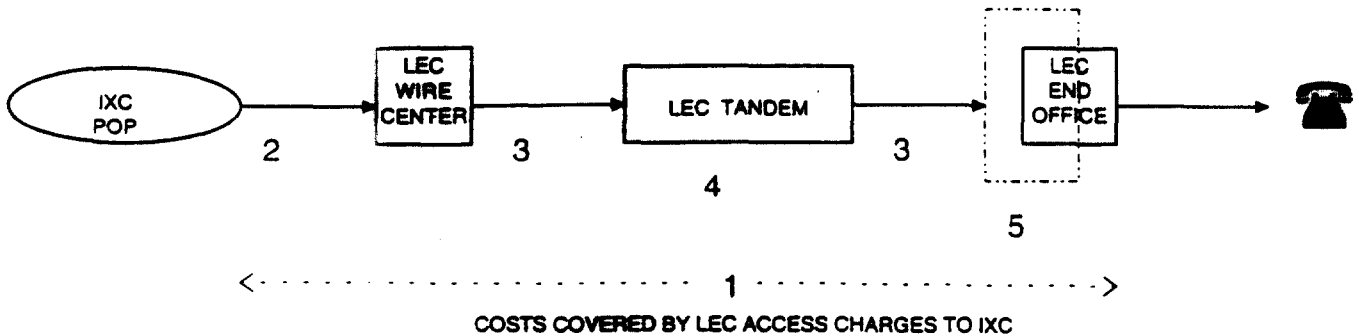 IXC
POP
LEC
WIRE
CENTER
LEC TANDEM
LEC
END
OFFICE
2
3
3
4
5
1
COSTS COVERED BY LEC ACCESS CHARGES TO IXC